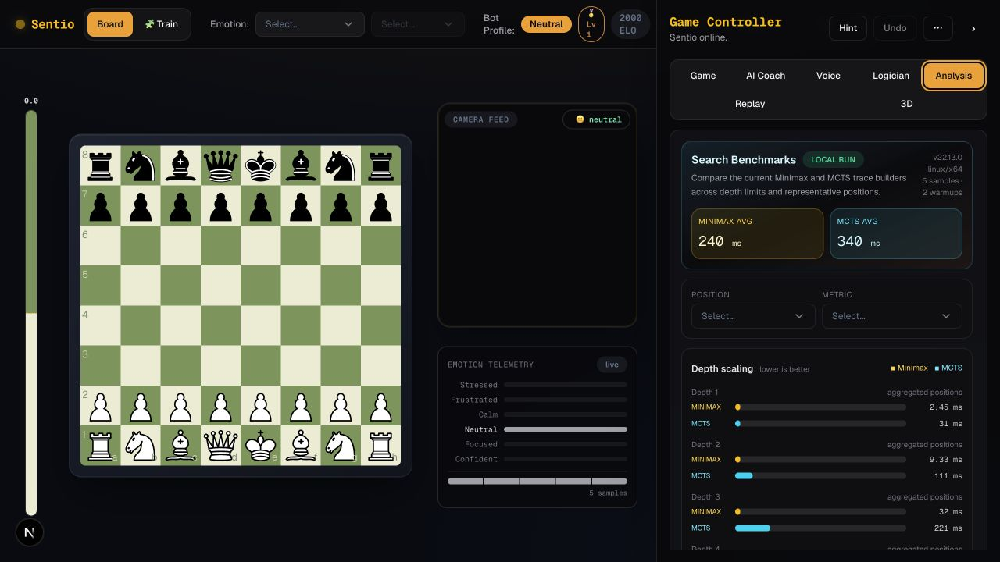 Sentio
Board
🧩 Train
Emotion:
Select...
Select...
Bot Profile:
Neutral
Lv 1
2000 ELO
Game Controller
Sentio online.
Hint
Undo
...
›
Game
AI Coach
Voice
Logician
Analysis
Replay
3D
0.0
8
7
6
5
4
3
2
1
a
b
c
d
e
f
g
h
CAMERA FEED
neutral
EMOTION TELEMETRY
live
Stressed
Frustrated
Calm
Neutral
Focused
Confident
5 samples
N
Search Benchmarks
LOCAL RUN
Compare the current Minimax and MCTS trace builders
across depth limits and representative positions.
v22.13.0
linux/x64
5 samples ·
2 warmups
MINIMAX AVG
240 ms
MCTS AVG
340 ms
POSITION
Select...
METRIC
Select...
Depth scaling lower is better
Minimax
MCTS
Depth 1 aggregated positions
MINIMAX 2.45 ms
MCTS 31 ms
Depth 2 aggregated positions
MINIMAX 9.33 ms
MCTS 111 ms
Depth 3 aggregated positions
MINIMAX 32 ms
MCTS 221 ms
Depth 4 aggregated positions